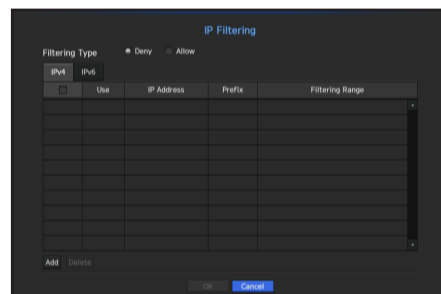 IP Filtering
Filtering Type Deny Allow
IPv4 IPv6
Use IP Address Prefix Filtering Range
Add Delete
OK Cancel